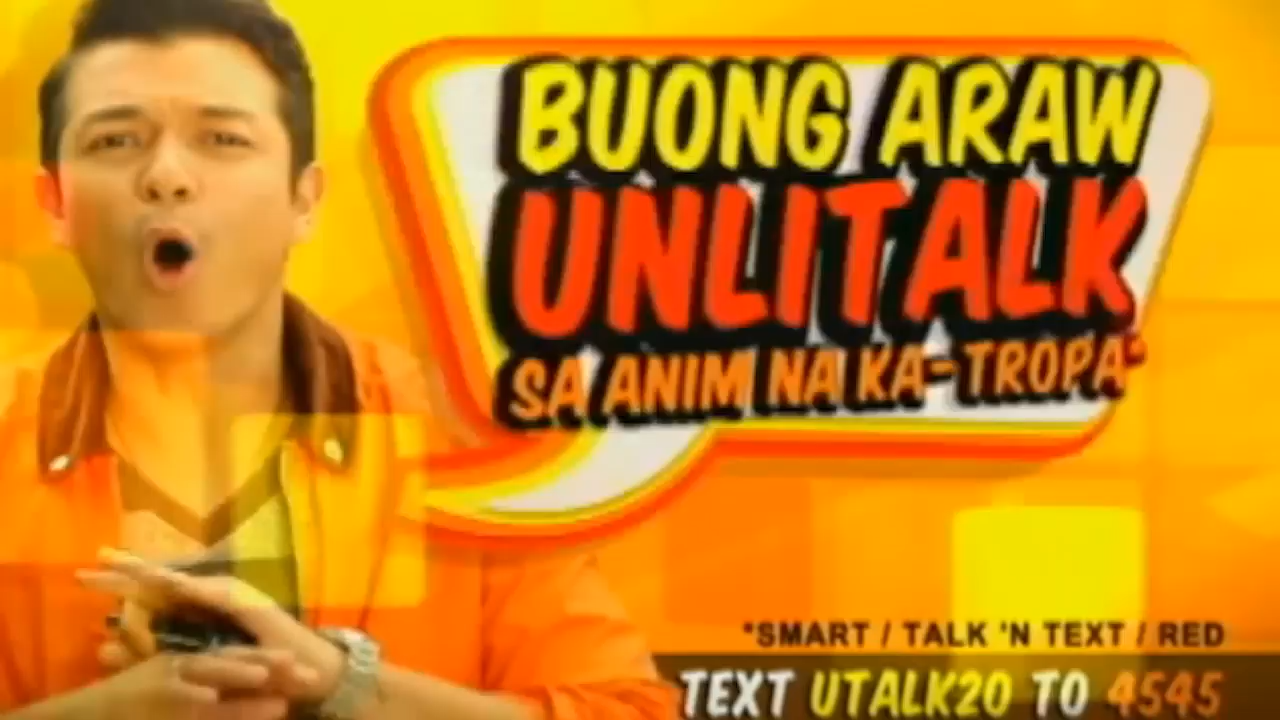 BUONG ARAW
UNLITALK
SA ANIM NA KA-TROPA*
*SMART / TALK 'N TEXT / RED
TEXT UTALK20 TO 4545